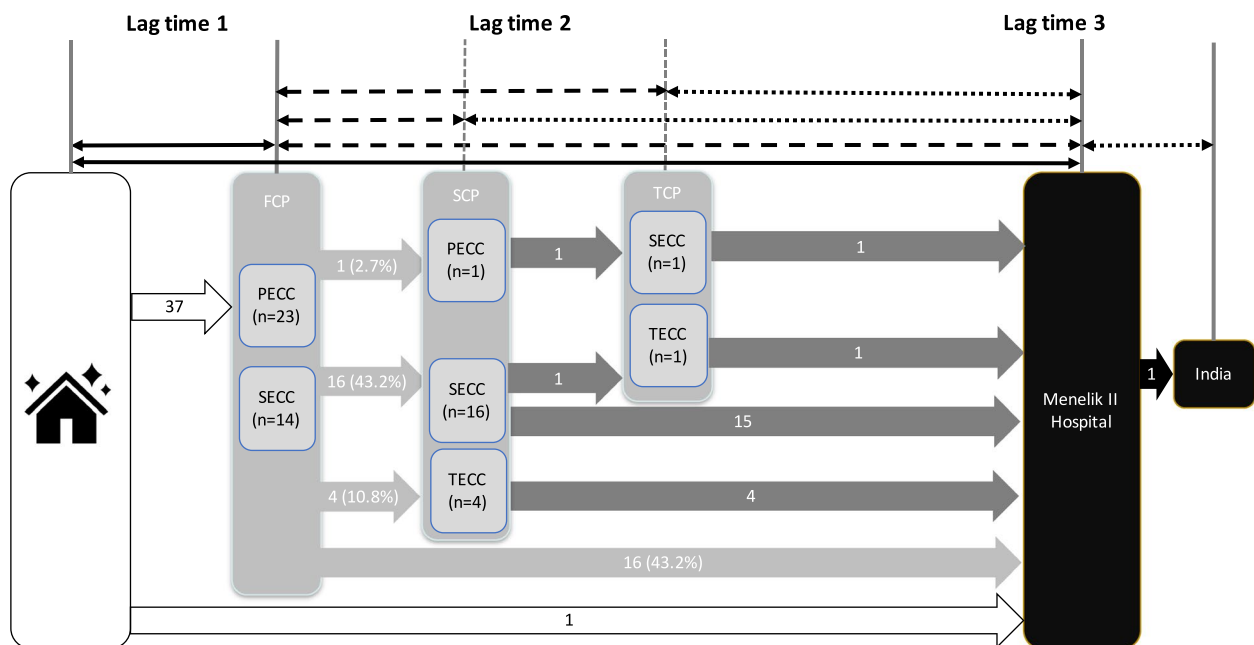 Lag time 1
Lag time 2
Lag time 3
FCP
SCP
TCP
PECC
(n=23)
SECC
(n=14)
37
1 (2.7%)
16 (43.2%)
4 (10.8%)
16 (43.2%)
PECC
(n=1)
SECC
(n=16)
TECC
(n=4)
1
1
15
4
SECC
(n=1)
TECC
(n=1)
1
1
1
Menelik II
Hospital
1
India